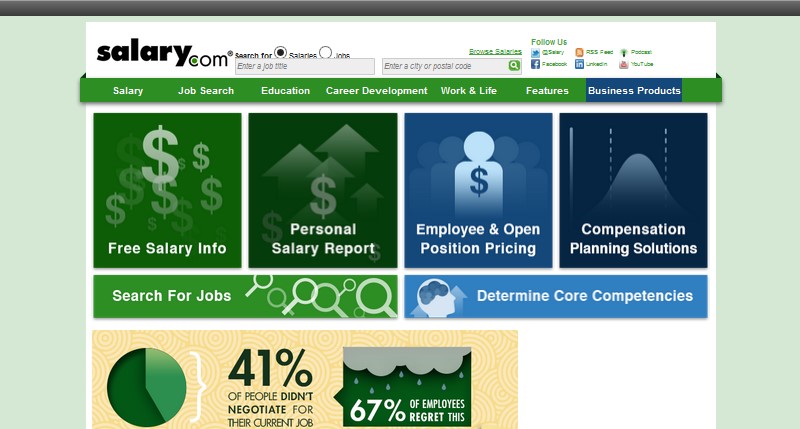 salary.com®
Search for Salaries Jobs
Enter a job title
Browse Salaries
Enter a city or postal code
Follow Us
@Salary RSS Feed Podcast
Facebook LinkedIn YouTube
Salary Job Search Education Career Development Work & Life Features Business Products
$ $ $ $ $ $ $
Free Salary Info
$ $ $
Personal
Salary Report
$
Employee & Open
Position Pricing
Compensation
Planning Solutions
Search For Jobs
Determine Core Competencies
41%
OF PEOPLE DIDN'T
NEGOTIATE FOR
THEIR CURRENT JOB
67% OF EMPLOYEES
REGRET THIS